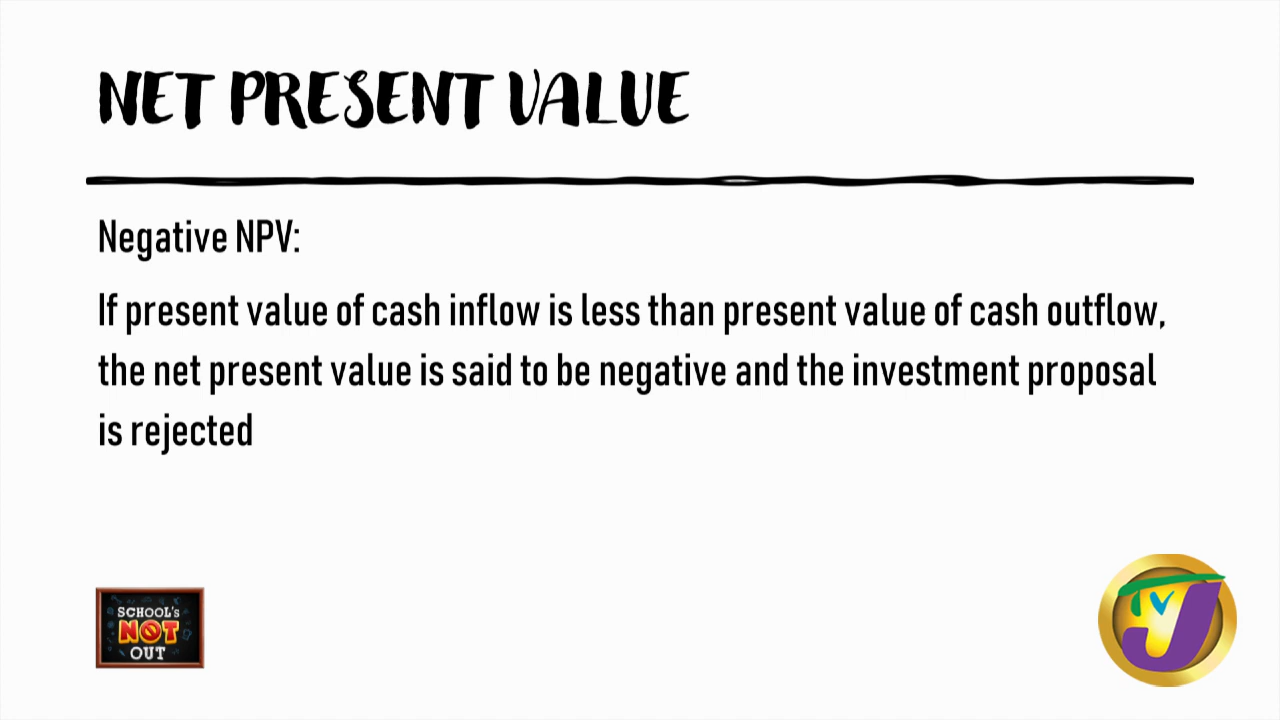 NET PRESENT VALUE
Negative NPV:
If present value of cash inflow is less than present value of cash outflow,
the net present value is said to be negative and the investment proposal
is rejected
SCHOOL's
NOT
OUT
TVJ